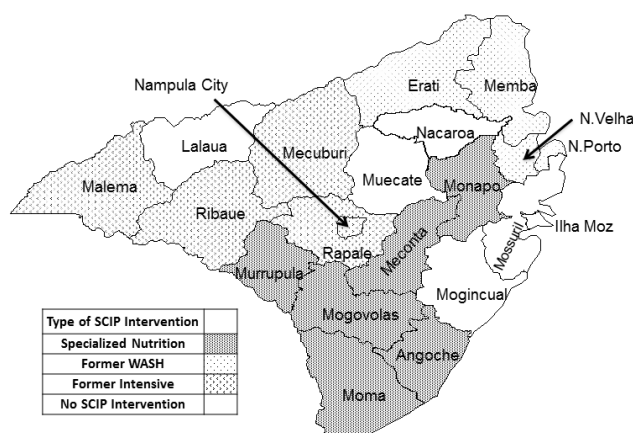 Nampula City
Erati
Memba
N.Velha
N.Porto
Nacaroa
Lalaua
Mecuburi
Muecate
Monapo
Malema
Ribaue
Ilha Moz
Mossuril
Meconta
Rapale
Murrupula
Mogincual
Mogovolas
Angoche
Moma
Type of SCIP Intervention
Specialized Nutrition
Former WASH
Former Intensive
No SCIP Intervention